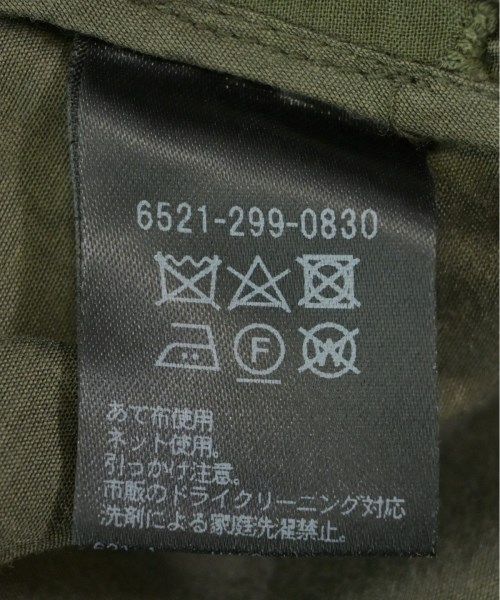 6521-299-0830
F
W
あて布使用
ネット使用。
引っかけ注意。
市販のドライクリーニング対応
洗剤による家庭洗濯禁止。